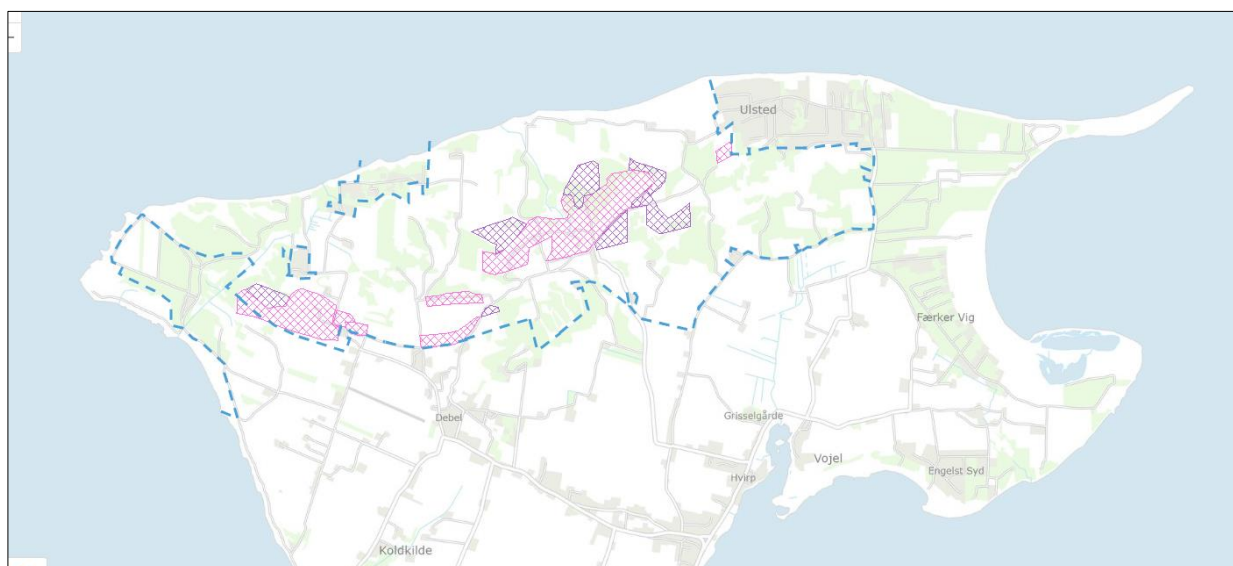 Ulsted
Færker Vig
Debel
Grisselgårde
Vojel
Engelst Syd
Hvirp
Koldkilde